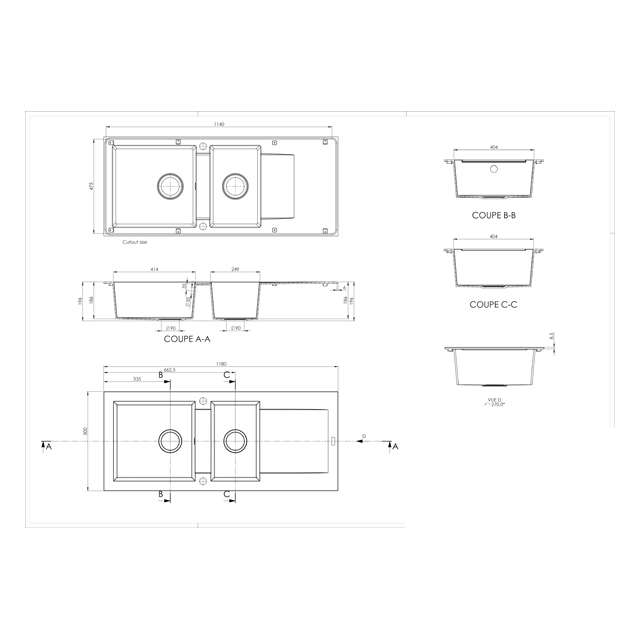 1140
475
Cutout size
404
COUPE B-B
414
249
196
186
Ø 90
Ø 90
186
196
COUPE A-A
404
COUPE C-C
8,5
VUE D
1180
662,5
335
B
C
500
A
D
A
B
C